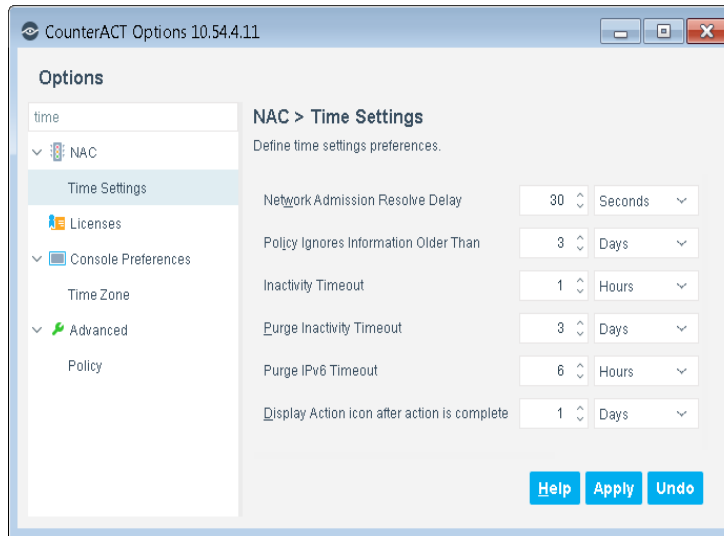 CounterACT Options 10.54.4.11
Options
time
NAC
Time Settings
Licenses
Console Preferences
Time Zone
Advanced
Policy
NAC > Time Settings
Define time settings preferences.
Network Admission Resolve Delay 30 Seconds
Policy Ignores Information Older Than 3 Days
Inactivity Timeout 1 Hours
Purge Inactivity Timeout 3 Days
Purge IPv6 Timeout 6 Hours
Display Action icon after action is complete 1 Days
Help Apply Undo